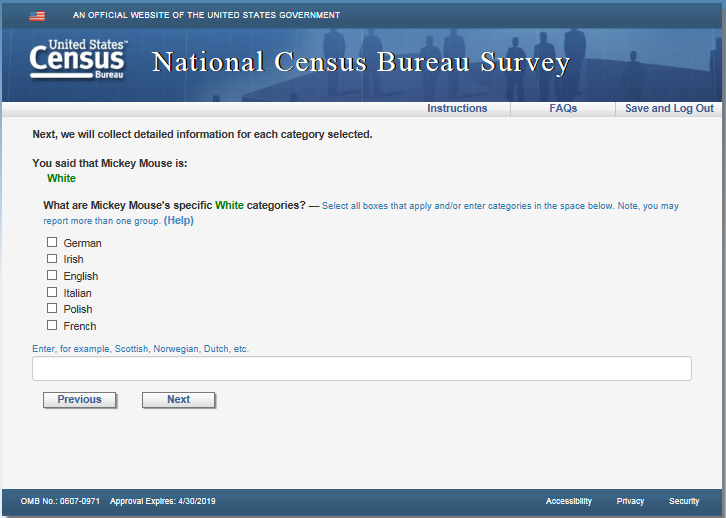 AN OFFICIAL WEBSITE OF THE UNITED STATES GOVERNMENT
United States™
Census
Bureau
National Census Bureau Survey
Instructions FAQs Save and Log Out
Next, we will collect detailed information for each category selected.
You said that Mickey Mouse is:
White
What are Mickey Mouse's specific White categories? — Select all boxes that apply and/or enter categories in the space below. Note, you may
report more than one group. (Help)
German
Irish
English
Italian
Polish
French
Enter, for example, Scottish, Norwegian, Dutch, etc.
Previous Next
OMB No.: 0607-0971 Approval Expires: 4/30/2019 Accessibility Privacy Security